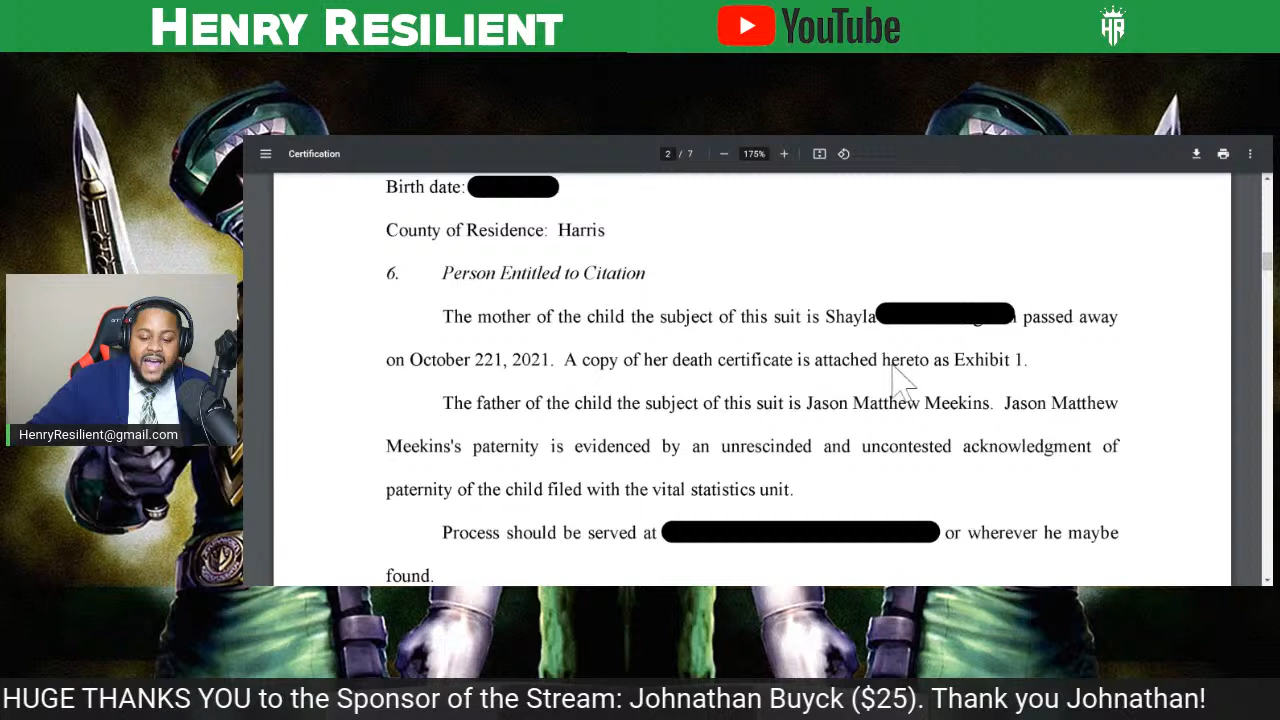 HENRY RESILIENT
YouTube
HR
Certification
2 / 7
175%
Birth date:
County of Residence: Harris
6. Person Entitled to Citation
The mother of the child the subject of this suit is Shayla passed away
on October 221, 2021. A copy of her death certificate is attached hereto as Exhibit 1.
The father of the child the subject of this suit is Jason Matthew Meekins. Jason Matthew
Meekins's paternity is evidenced by an unrescinded and uncontested acknowledgment of
paternity of the child filed with the vital statistics unit.
Process should be served at or wherever he maybe
found.
HenryResilient@gmail.com
HUGE THANKS YOU to the Sponsor of the Stream: Johnathan Buyck ($25). Thank you Johnathan!